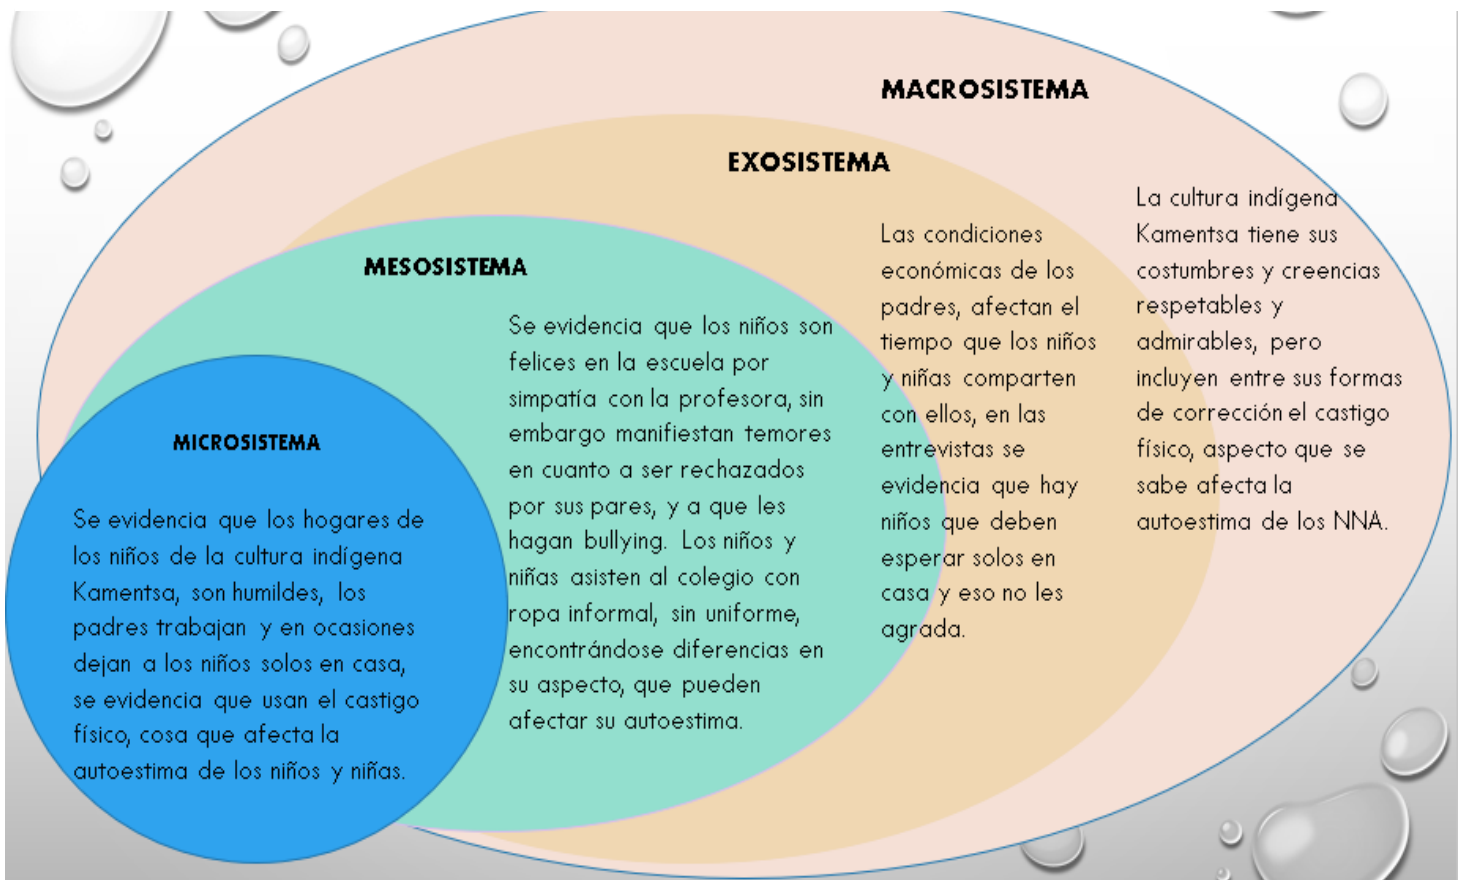 MACROSISTEMA
La cultura indígena
Kamentsa tiene sus
costumbres y creencias
respetables y
admirables, pero
incluyen entre sus formas
de corrección el castigo
físico, aspecto que se
sabe afecta la
autoestima de los NNA.
EXOSISTEMA
Las condiciones
económicas de los
padres, afectan el
tiempo que los niños
y niñas comparten
con ellos, en las
entrevistas se
evidencia que hay
niños que deben
esperar solos en
casa y eso no les
agrada.
MESOSISTEMA
Se evidencia que los niños son
felices en la escuela por
simpatía con la profesora, sin
embargo manifiestan temores
en cuanto a ser rechazados
por sus pares, y a que les
hagan bullying. Los niños y
niñas asisten al colegio con
ropa informal, sin uniforme,
encontrándose diferencias en
su aspecto, que pueden
afectar su autoestima.
MICROSISTEMA
Se evidencia que los hogares de
los niños de la cultura indígena
Kamentsa, son humildes, los
padres trabajan y en ocasiones
dejan a los niños solos en casa,
se evidencia que usan el castigo
físico, cosa que afecta la
autoestima de los niños y niñas.